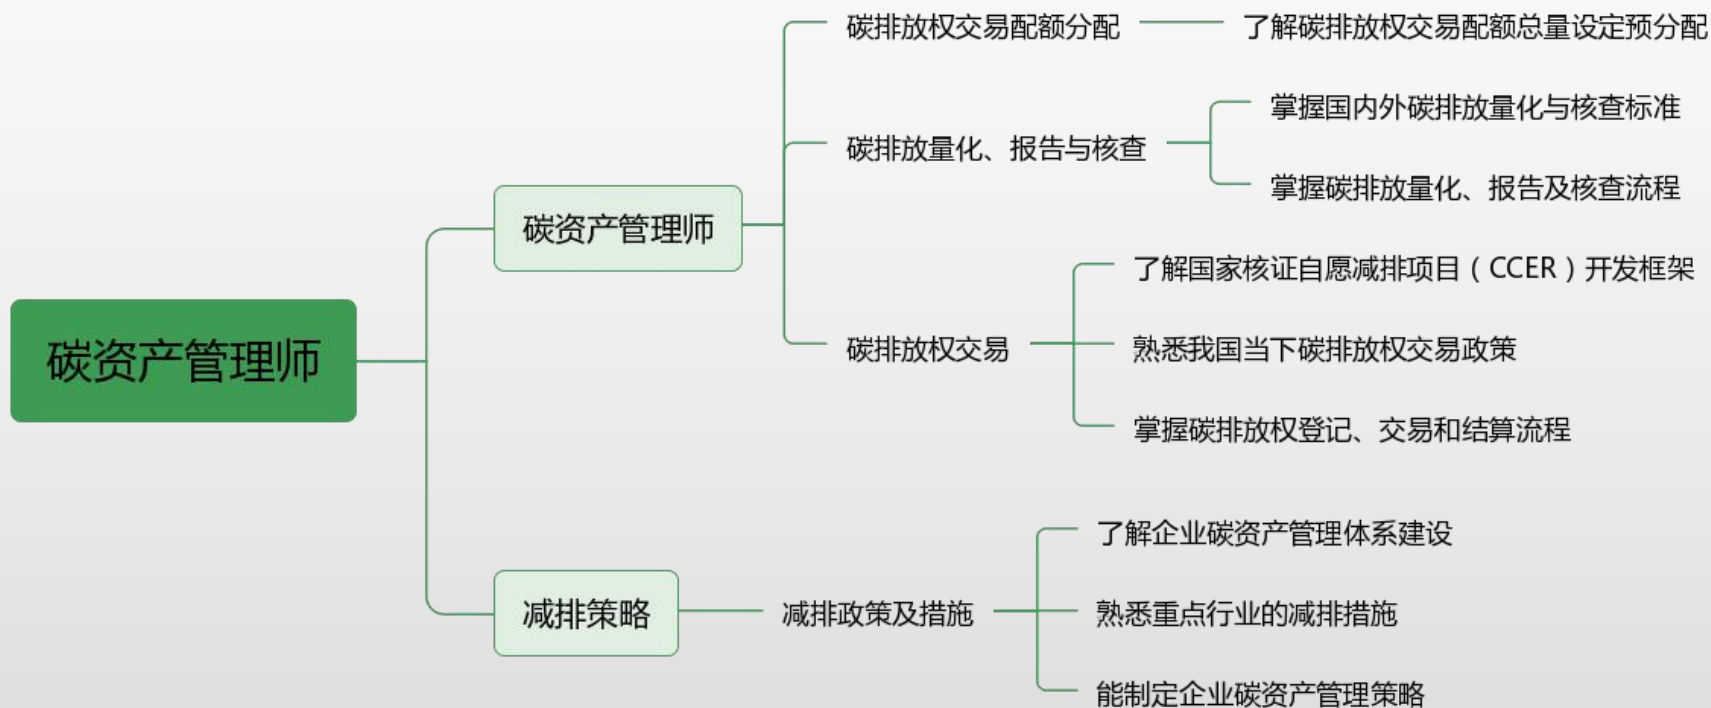 碳资产管理师
碳资产管理师
碳排放权交易配额分配
了解碳排放权交易配额总量设定预分配
碳排放量化、报告与核查
掌握国内外碳排放量化与核查标准
掌握碳排放量化、报告及核查流程
碳排放权交易
了解国家核证自愿减排项目（CCER）开发框架
熟悉我国当下碳排放权交易政策
掌握碳排放权登记、交易和结算流程
减排策略
减排政策及措施
了解企业碳资产管理体系建设
熟悉重点行业的减排措施
能制定企业碳资产管理策略